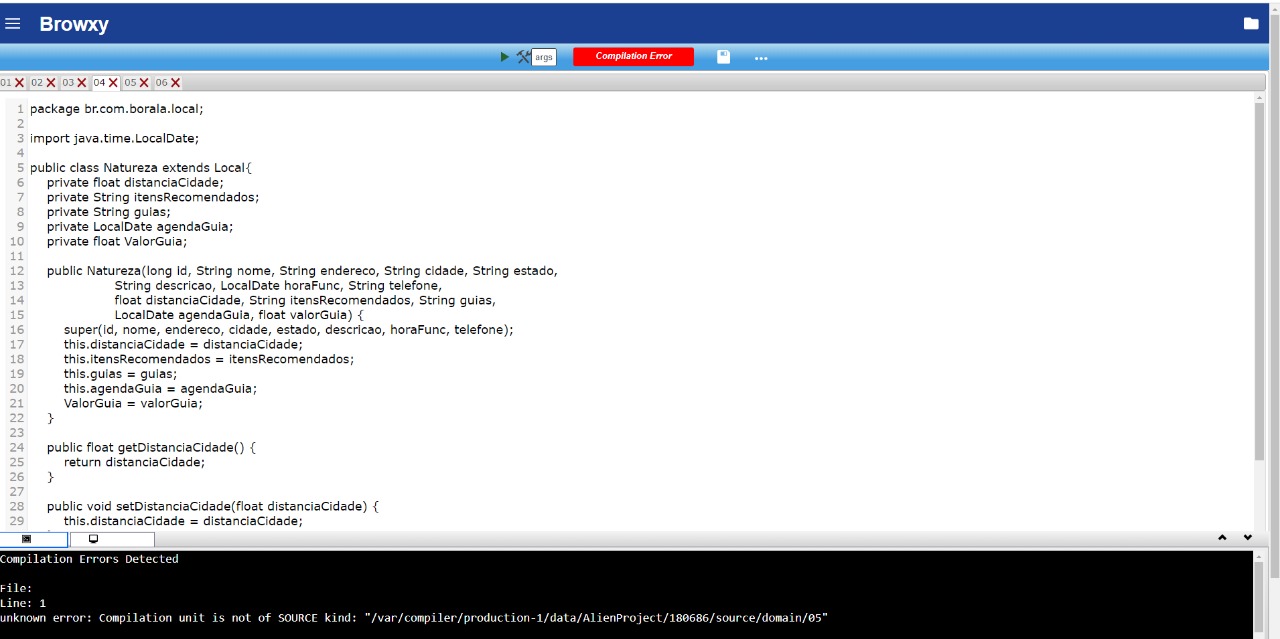 Browxy
args
Compilation Error
...
01 X 02 X 03 X 04 X 05 X 06 X
1 package br.com.borala.local;
2
3 import java.time.LocalDate;
4
5 public class Natureza extends Local{
6 private float distanciaCidade;
7 private String itensRecomendados;
8 private String guias;
9 private LocalDate agendaGuia;
10 private float ValorGuia;
11
12 public Natureza(long id, String nome, String endereco, String cidade, String estado,
13 String descricao, LocalDate horaFunc, String telefone,
14 float distanciaCidade, String itensRecomendados, String guias,
15 LocalDate agendaGuia, float valorGuia) {
16 super(id, nome, endereco, cidade, estado, descricao, horaFunc, telefone);
17 this.distanciaCidade = distanciaCidade;
18 this.itensRecomendados = itensRecomendados;
19 this.guias = guias;
20 this.agendaGuia = agendaGuia;
21 ValorGuia = valorGuia;
22 }
23
24 public float getDistanciaCidade() {
25 return distanciaCidade;
26 }
27
28 public void setDistanciaCidade(float distanciaCidade) {
29 this.distanciaCidade = distanciaCidade;
Compilation Errors Detected
File:
Line: 1
unknown error: Compilation unit is not of SOURCE kind: "/var/compiler/production-1/data/AlienProject/180686/source/domain/05"